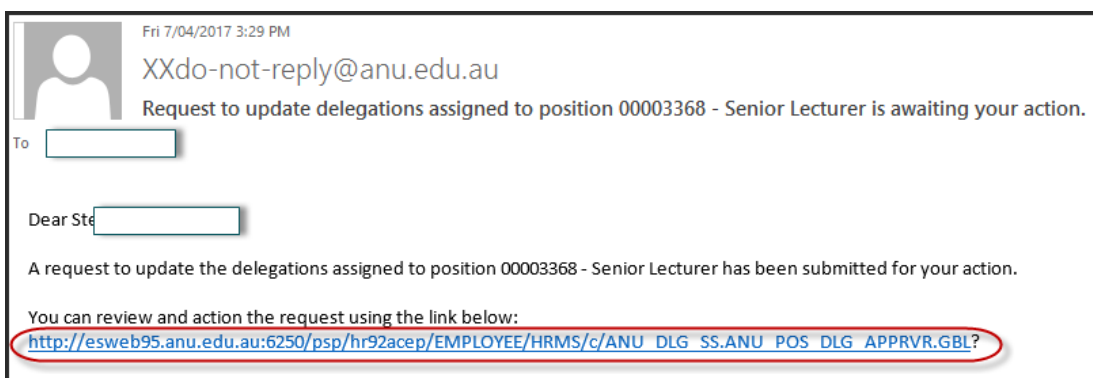 Fri 7/04/2017 3:29 PM
XXdo-not-reply@anu.edu.au
Request to update delegations assigned to position 00003368 - Senior Lecturer is awaiting your action.
To
Dear Ste
A request to update the delegations assigned to position 00003368 - Senior Lecturer has been submitted for your action.
You can review and action the request using the link below:
http://esweb95.anu.edu.au:6250/psp/hr92acep/EMPLOYEE/HRMS/c/ANU_DLG_SS.ANU_POS_DLG_APPRVR.GBL?